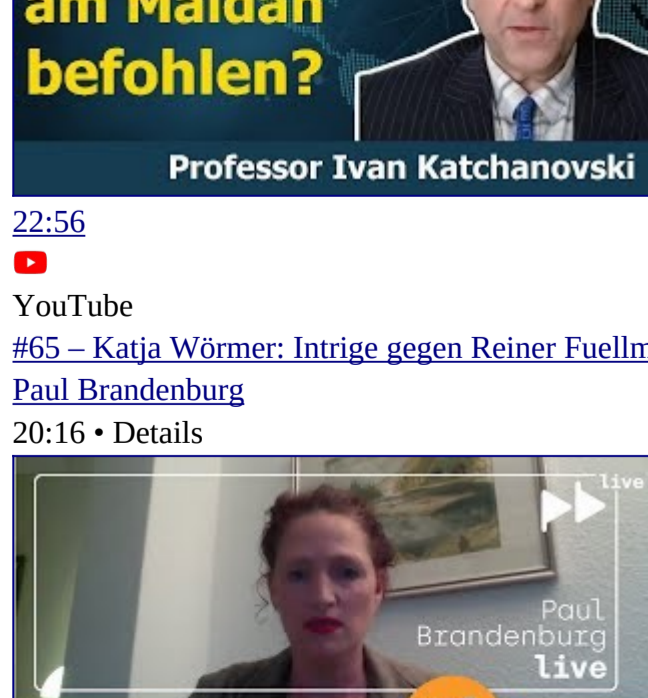 am Maidan
befohlen?
Professor Ivan Katchanovski
22:56
YouTube
#65 – Katja Wörmer: Intrige gegen Reiner Fuellm
Paul Brandenburg
20:16 • Details
live
Paul
Brandenburg
live